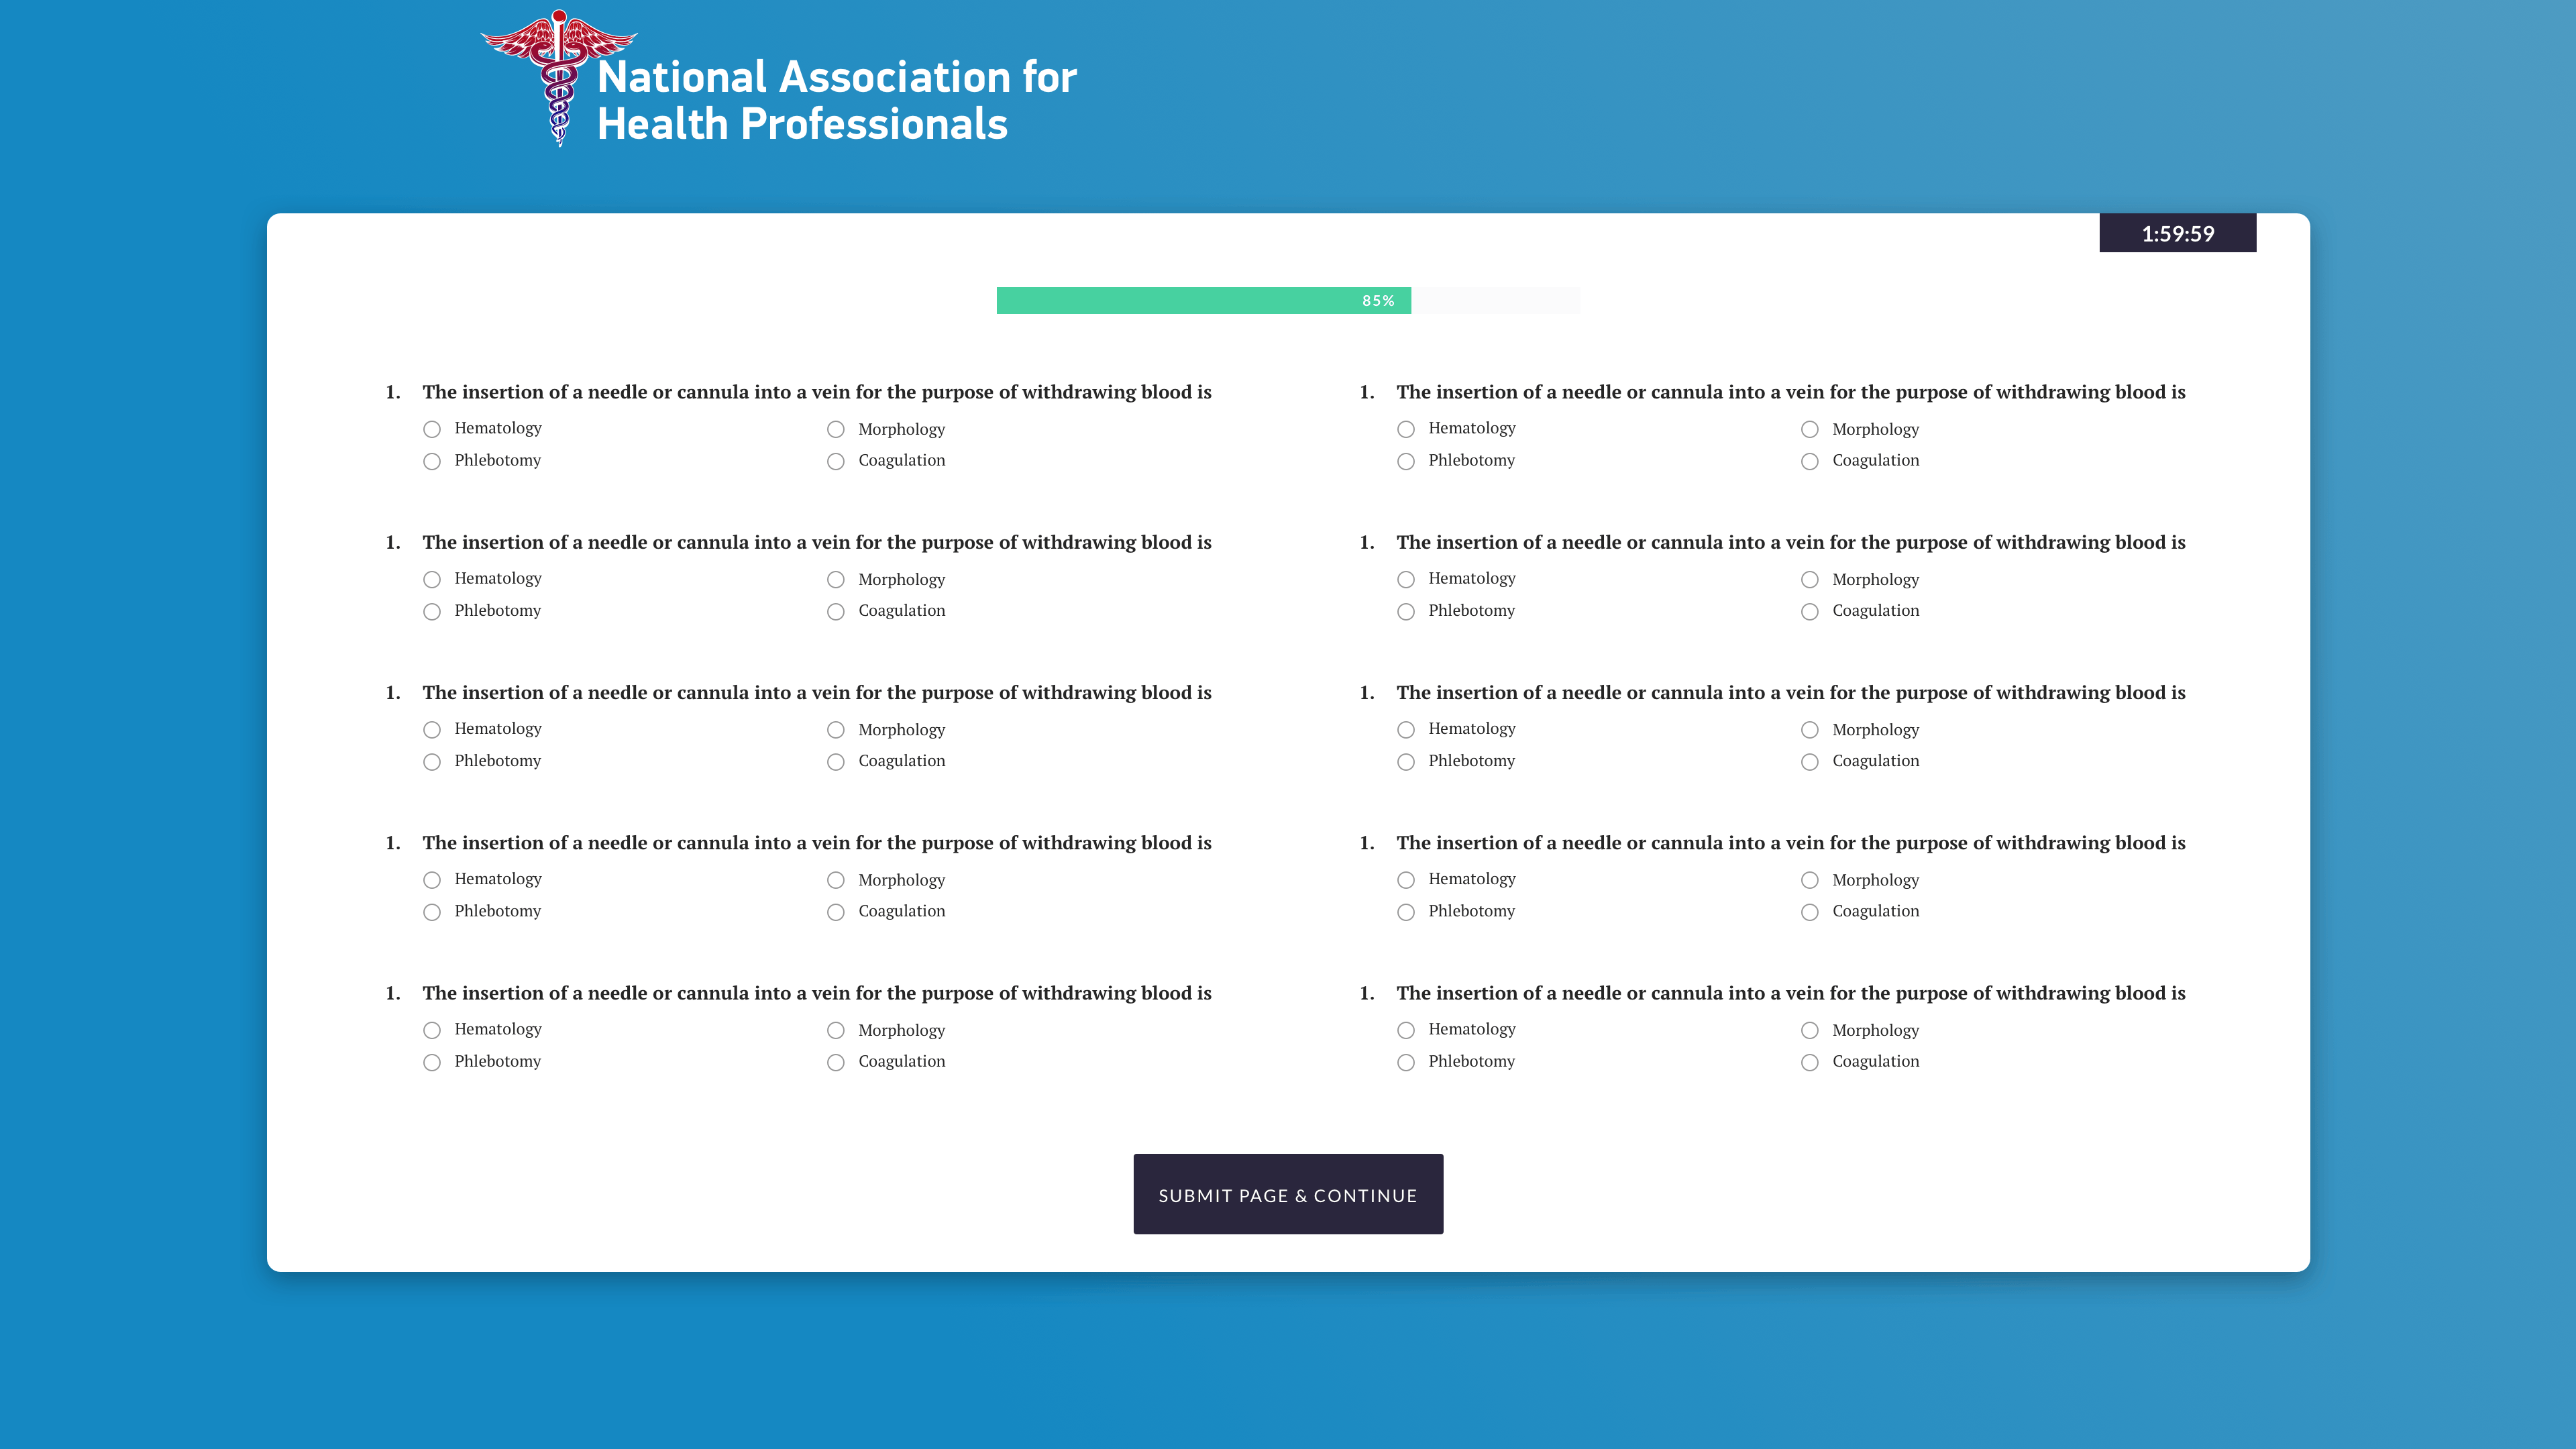 National Association for
Health Professionals
1:59:59
85%
1. The insertion of a needle or cannula into a vein for the purpose of withdrawing blood is
Hematology
Morphology
Phlebotomy
Coagulation
1. The insertion of a needle or cannula into a vein for the purpose of withdrawing blood is
Hematology
Morphology
Phlebotomy
Coagulation
1. The insertion of a needle or cannula into a vein for the purpose of withdrawing blood is
Hematology
Morphology
Phlebotomy
Coagulation
1. The insertion of a needle or cannula into a vein for the purpose of withdrawing blood is
Hematology
Morphology
Phlebotomy
Coagulation
1. The insertion of a needle or cannula into a vein for the purpose of withdrawing blood is
Hematology
Morphology
Phlebotomy
Coagulation
1. The insertion of a needle or cannula into a vein for the purpose of withdrawing blood is
Hematology
Morphology
Phlebotomy
Coagulation
1. The insertion of a needle or cannula into a vein for the purpose of withdrawing blood is
Hematology
Morphology
Phlebotomy
Coagulation
1. The insertion of a needle or cannula into a vein for the purpose of withdrawing blood is
Hematology
Morphology
Phlebotomy
Coagulation
1. The insertion of a needle or cannula into a vein for the purpose of withdrawing blood is
Hematology
Morphology
Phlebotomy
Coagulation
1. The insertion of a needle or cannula into a vein for the purpose of withdrawing blood is
Hematology
Morphology
Phlebotomy
Coagulation
SUBMIT PAGE & CONTINUE